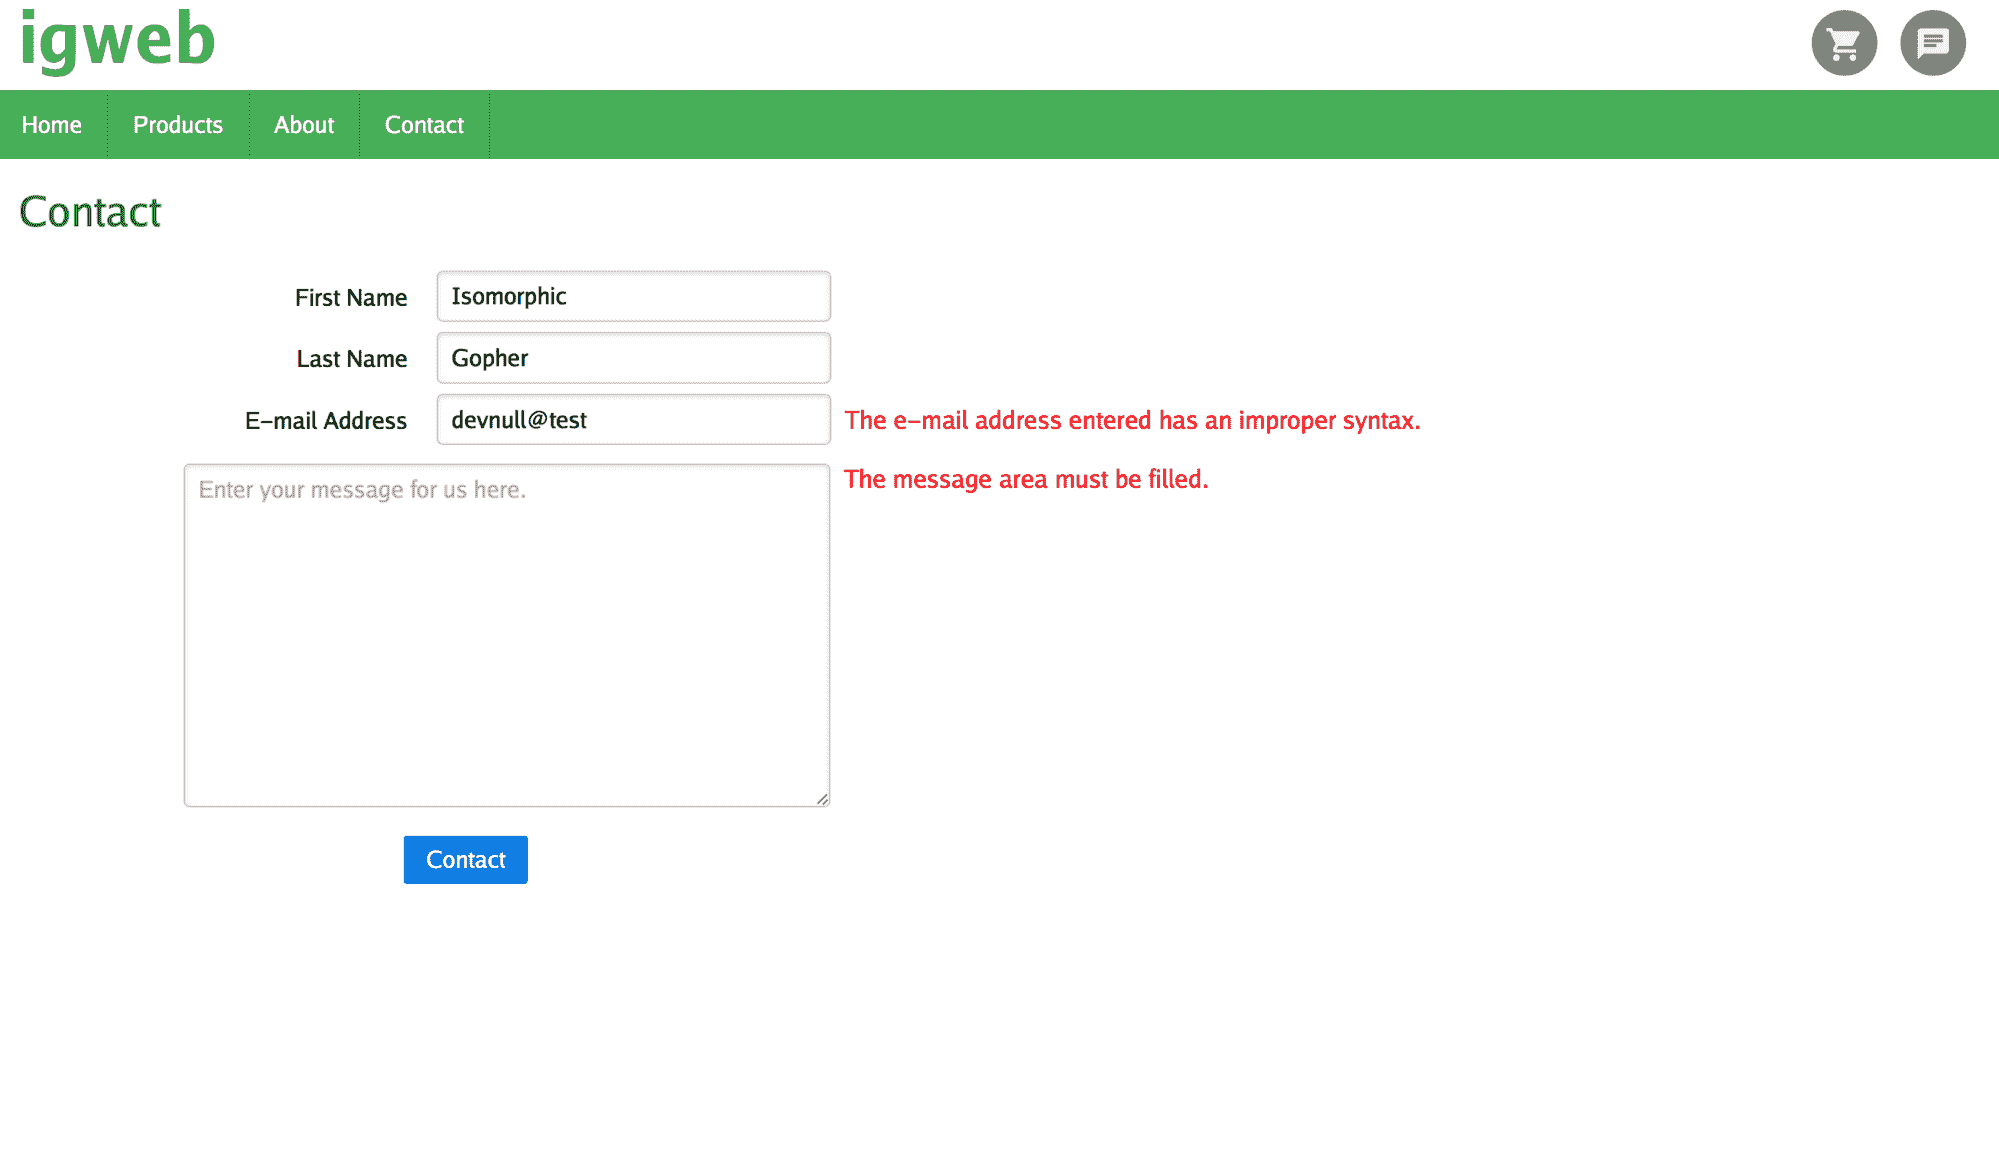 igweb
Home Products About Contact
Contact
First Name Isomorphic
Last Name Gopher
E-mail Address devnull@test The e-mail address entered has an improper syntax.
Enter your message for us here. The message area must be filled.
Contact